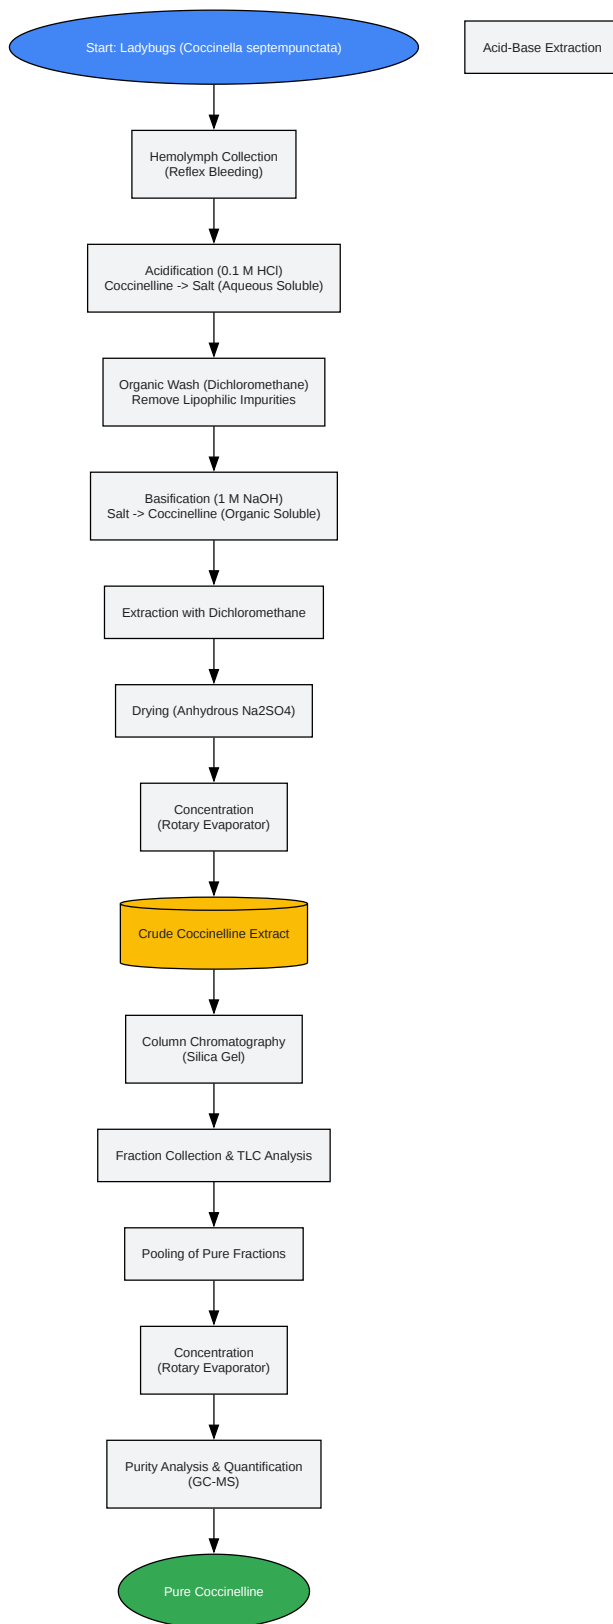 Start: Ladybugs (Coccinella septempunctata)
Acid-Base Extraction
Hemolymph Collection
(Reflex Bleeding)
Acidification (0.1 M HCl)
Coccinelline -> Salt (Aqueous Soluble)
Organic Wash (Dichloromethane)
Remove Lipophilic Impurities
Basification (1 M NaOH)
Salt -> Coccinelline (Organic Soluble)
Extraction with Dichloromethane
Drying (Anhydrous Na2SO4)
Concentration
(Rotary Evaporator)
Crude Coccinelline Extract
Column Chromatography
(Silica Gel)
Fraction Collection & TLC Analysis
Pooling of Pure Fractions
Concentration
(Rotary Evaporator)
Purity Analysis & Quantification
(GC-MS)
Pure Coccinelline